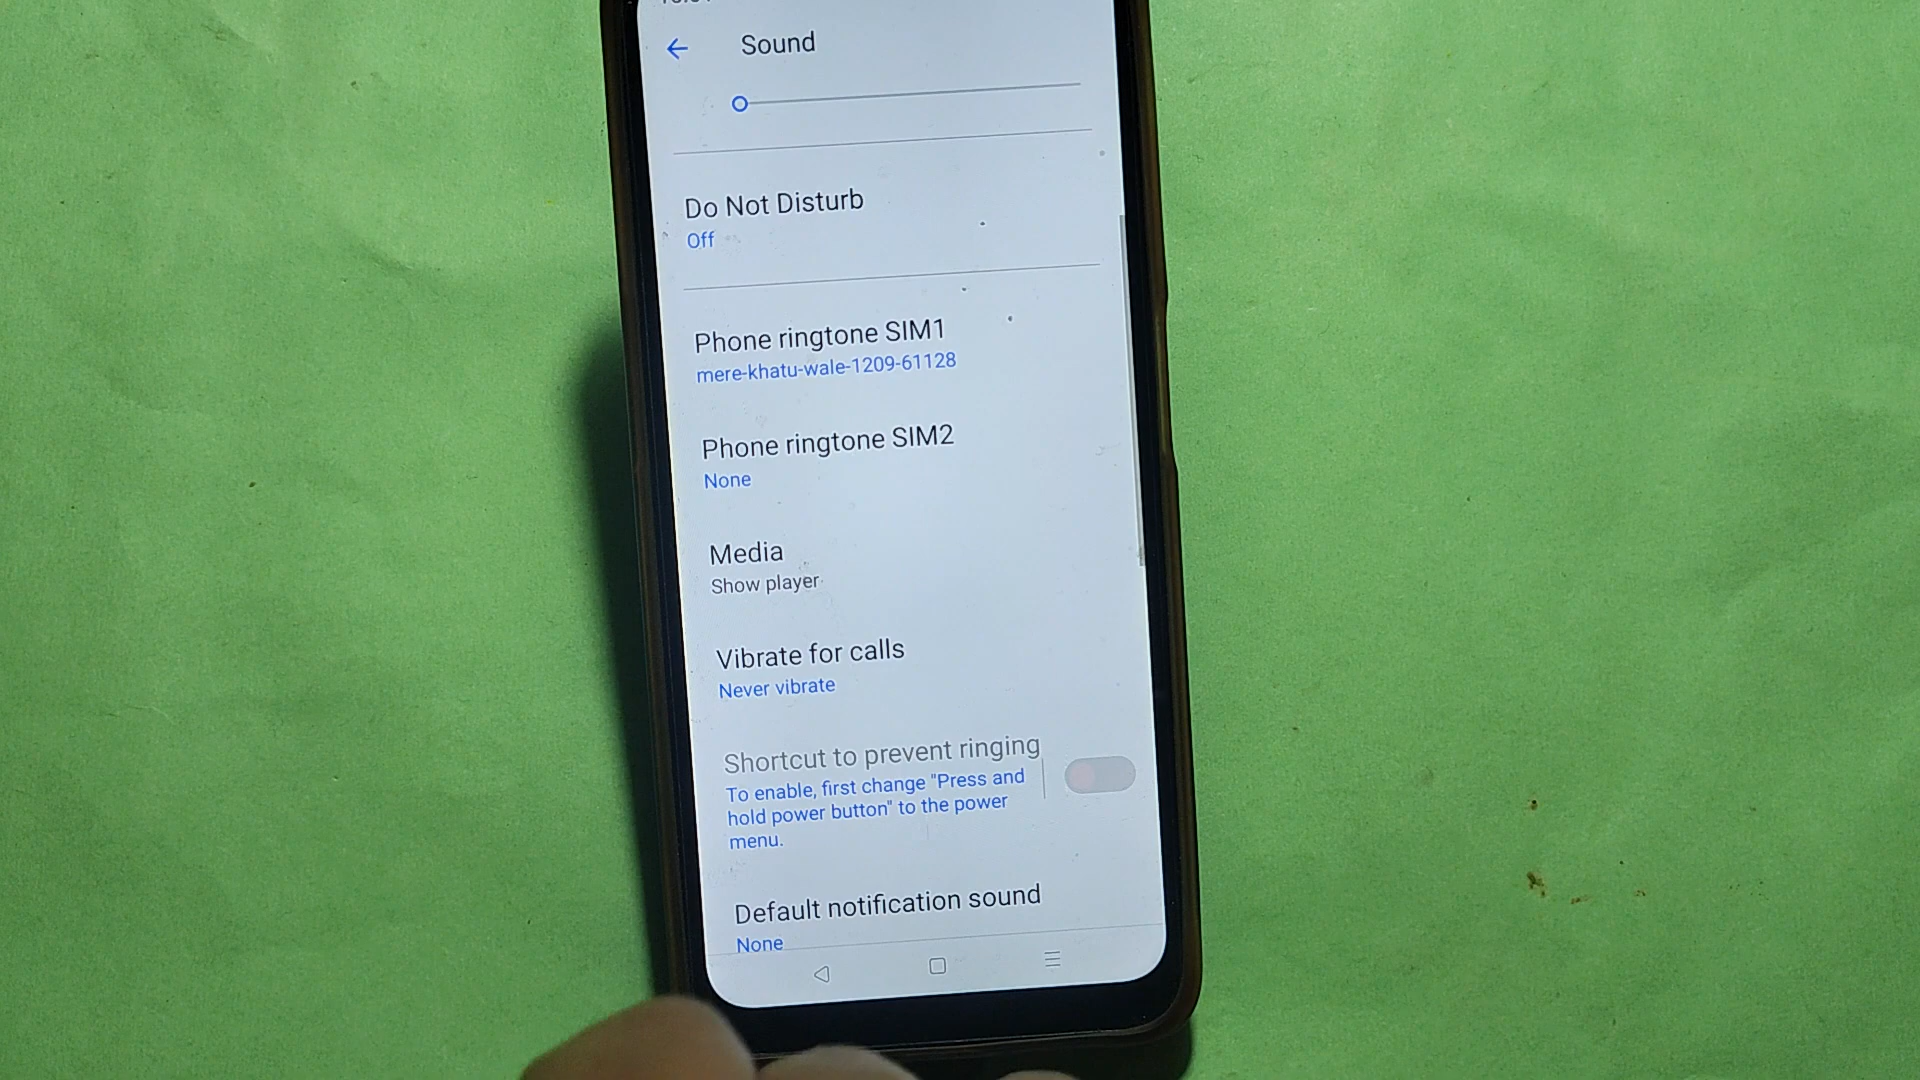 Sound
Do Not Disturb
Off
Phone ringtone SIM1
mere-khatu-wale-1209-61128
Phone ringtone SIM2
None
Media
Show player
Vibrate for calls
Never vibrate
Shortcut to prevent ringing
To enable, first change "Press and
hold power button" to the power
menu.
Default notification sound
None